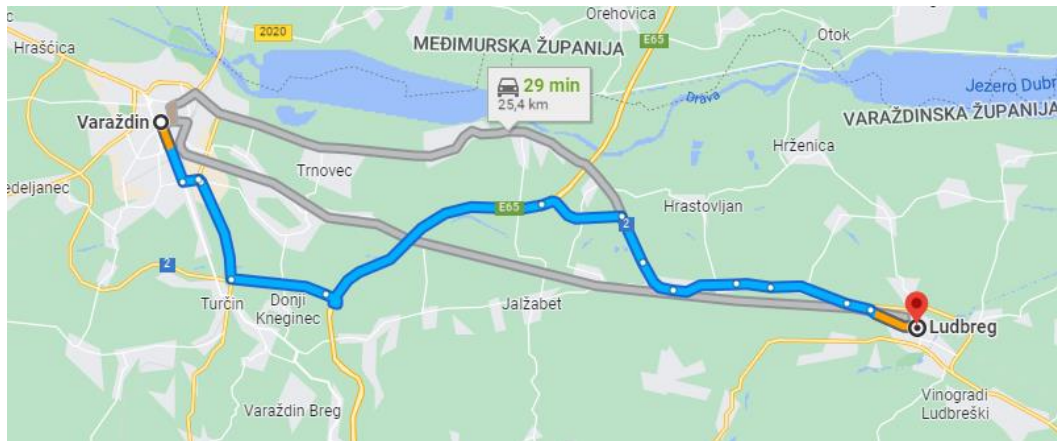 Orehovica
Hrašćica
2020
MEĐIMURSKA ŽUPANIJA
E65
Otok
29 min
25,4 km
Drava
Jezero Dubr
VARAŽDINSKA ŽUPANIJA
Varaždin
Hrženica
Trnovec
edeljanec
E65
Hrastovljan
2
2
Turčin
Donji
Kneginec
Jalžabet
Ludbreg
Varaždin Breg
Vinogradi
Ludbreški